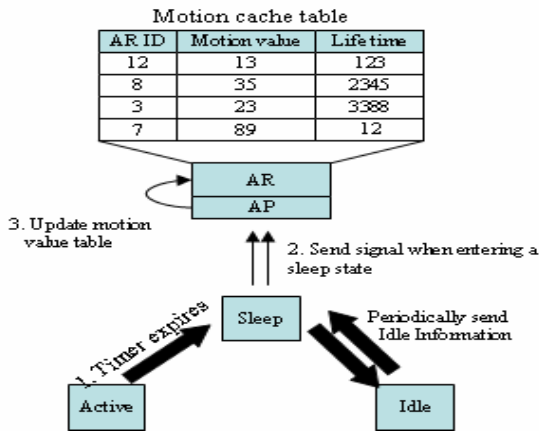 Motion cache table
AR ID Motion value Life time
12 13 123
8 35 2345
3 23 3388
7 89 12
AR
AP
3. Update motion
value table
2. Send signal when entering a
sleep state
1. Timer expires
Sleep
Periodically send
Idle Information
Active
Idle